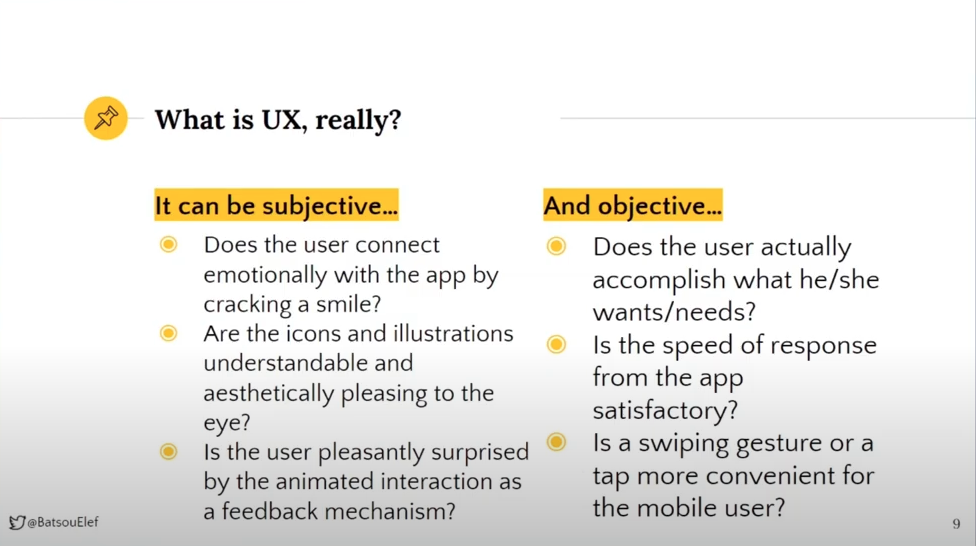 What is UX, really?
It can be subjective...
Does the user connect
emotionally with the app by
cracking a smile?
Are the icons and illustrations
understandable and
aesthetically pleasing to the
eye?
Is the user pleasantly surprised
by the animated interaction as
a feedback mechanism?
And objective...
Does the user actually
accomplish what he/she
wants/needs?
Is the speed of response
from the app
satisfactory?
Is a swiping gesture or a
tap more convenient for
the mobile user?
@BatsouElef
9